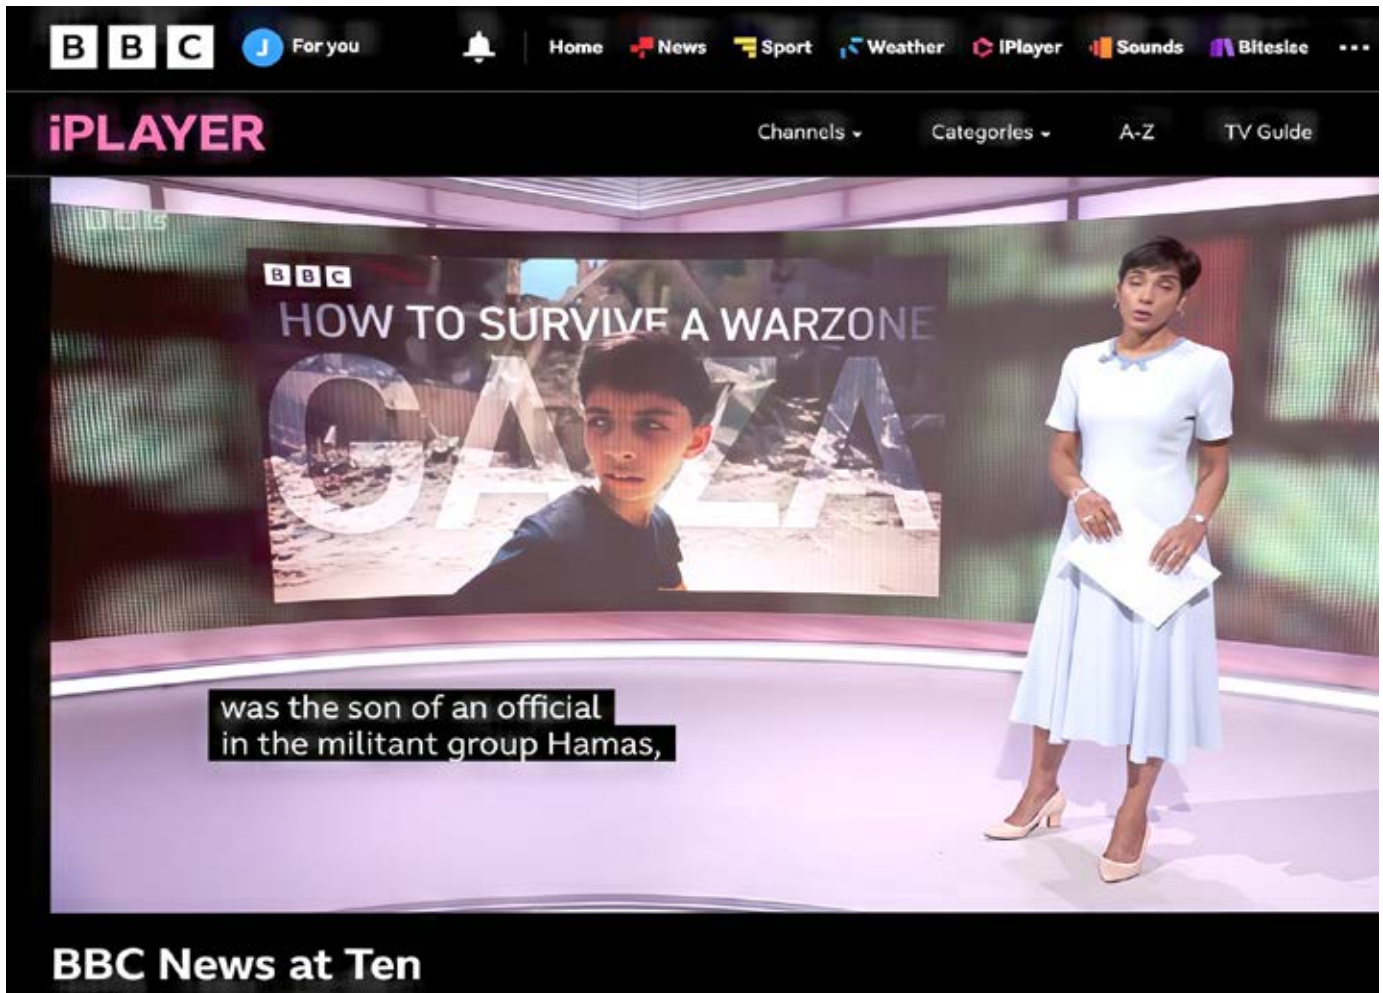 BBC
J For you
Home News Sport Weather iPlayer Sounds Bitesize ...
iPLAYER
Channels Categories A-Z TV Guide
BBC
BBC
HOW TO SURVIVE A WARZONE
GAZA
was the son of an official
in the militant group Hamas,
BBC News at Ten